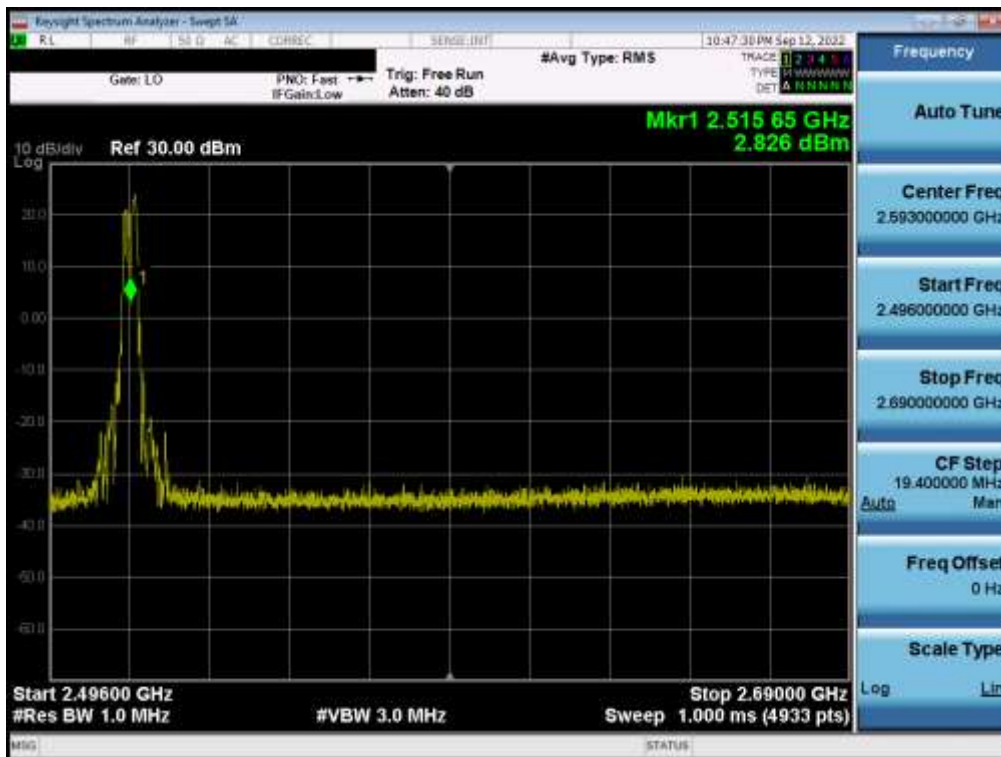 Keysight Spectrum Analyzer - Swept SA
RL RF 50 Ω AC CORREC SENSE:INT 10:47:30 PM Sep 12, 2022
#Avg Type: RMS
TRACE 1 2 3 4 5 6
TYPE
DET A N N N N N
Gate: LO
PNO: Fast
IFGain:Low
Trig: Free Run
Atten: 40 dB
Mkr1 2.515 65 GHz
2.826 dBm
10 dB/div
Log
Ref 30.00 dBm
20.0
10.0
0.00
-10.0
-20.0
-30.0
-40.0
-50.0
-60.0
1
Start 2.49600 GHz
Stop 2.69000 GHz
#Res BW 1.0 MHz
#VBW 3.0 MHz
Sweep 1.000 ms (4933 pts)
MSG
STATUS
Frequency
Auto Tune
Center Freq
2.593000000 GHz
Start Freq
2.496000000 GHz
Stop Freq
2.690000000 GHz
CF Step
19.400000 MHz
Auto Man
Freq Offset
0 Hz
Scale Type
Log Lin